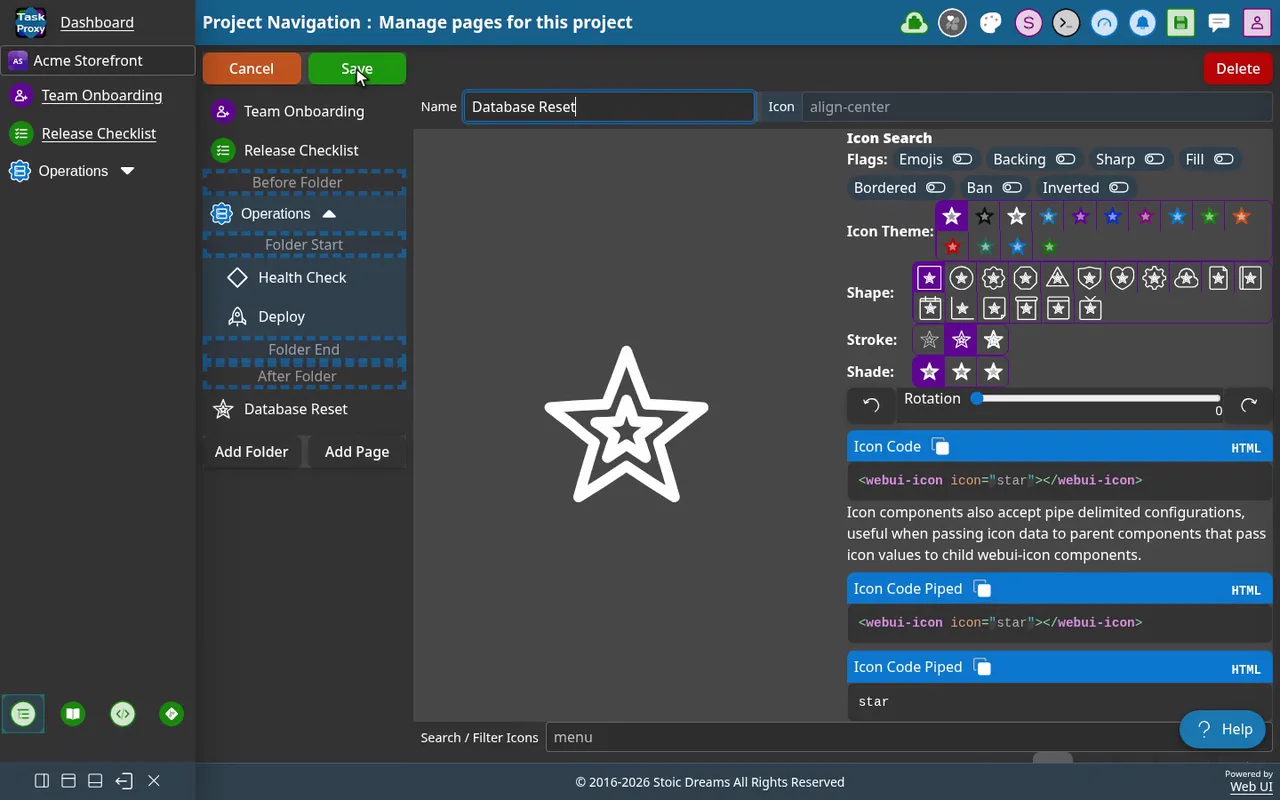 Task Proxy
Dashboard
Project Navigation : Manage pages for this project
S
AS
Acme Storefront
Team Onboarding
Release Checklist
Operations
Cancel
Save
Delete
Team Onboarding
Release Checklist
Before Folder
Operations
Folder Start
Health Check
Deploy
Folder End
After Folder
Database Reset
Add Folder
Add Page
Name
Database Reset
Icon
align-center
Icon Search
Flags: Emojis Backing Sharp Fill
Bordered Ban Inverted
Icon Theme:
Shape:
Stroke:
Shade:
Rotation
0
Icon Code
HTML
<webui-icon icon="star"></webui-icon>
Icon components also accept pipe delimited configurations,
useful when passing icon data to parent components that pass
icon values to child webui-icon components.
Icon Code Piped
HTML
<webui-icon icon="star"></webui-icon>
Icon Code Piped
HTML
star
Search / Filter Icons
menu
? Help
© 2016-2026 Stoic Dreams All Rights Reserved
Powered by
Web UI